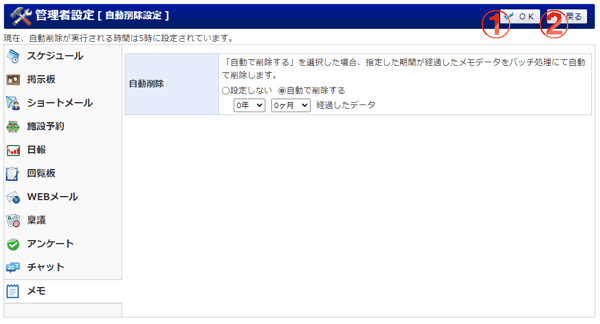 管理者設定 [ 自動削除設定 ]
① OK ② 戻る
現在、自動削除が実行される時間は5時に設定されています。
スケジュール
掲示板
ショートメール
施設予約
日報
回覧板
WEBメール
稟議
アンケート
チャット
メモ
自動削除
「自動で削除する」を選択した場合、指定した期間が経過したメモデータをバッチ処理にて自動
で削除します。
設定しない 自動で削除する
0年 0ヶ月 経過したデータ